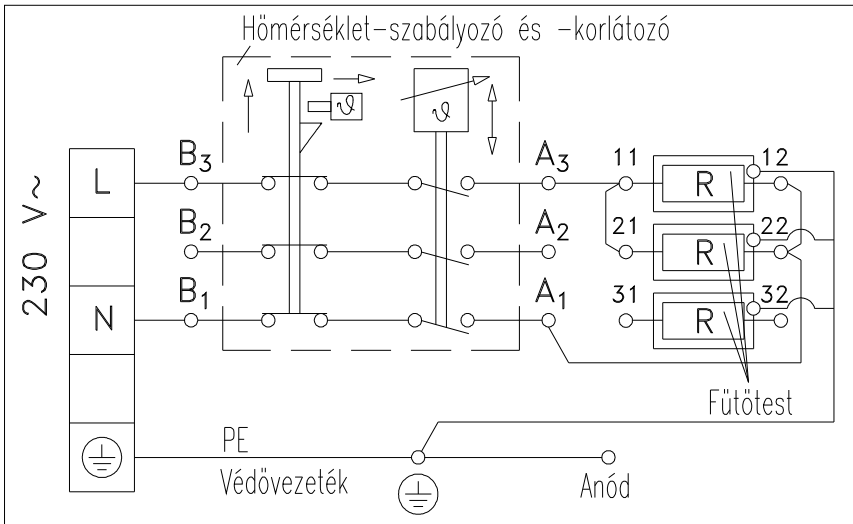 Hömérséklet-szabályozó és -korlátozó
ϑ
ϑ
230 V~
L
N
B3
B2
B1
A3
A2
A1
11
12
R
21
22
R
31
32
R
Fütötest
PE
Védövezeték
Anód